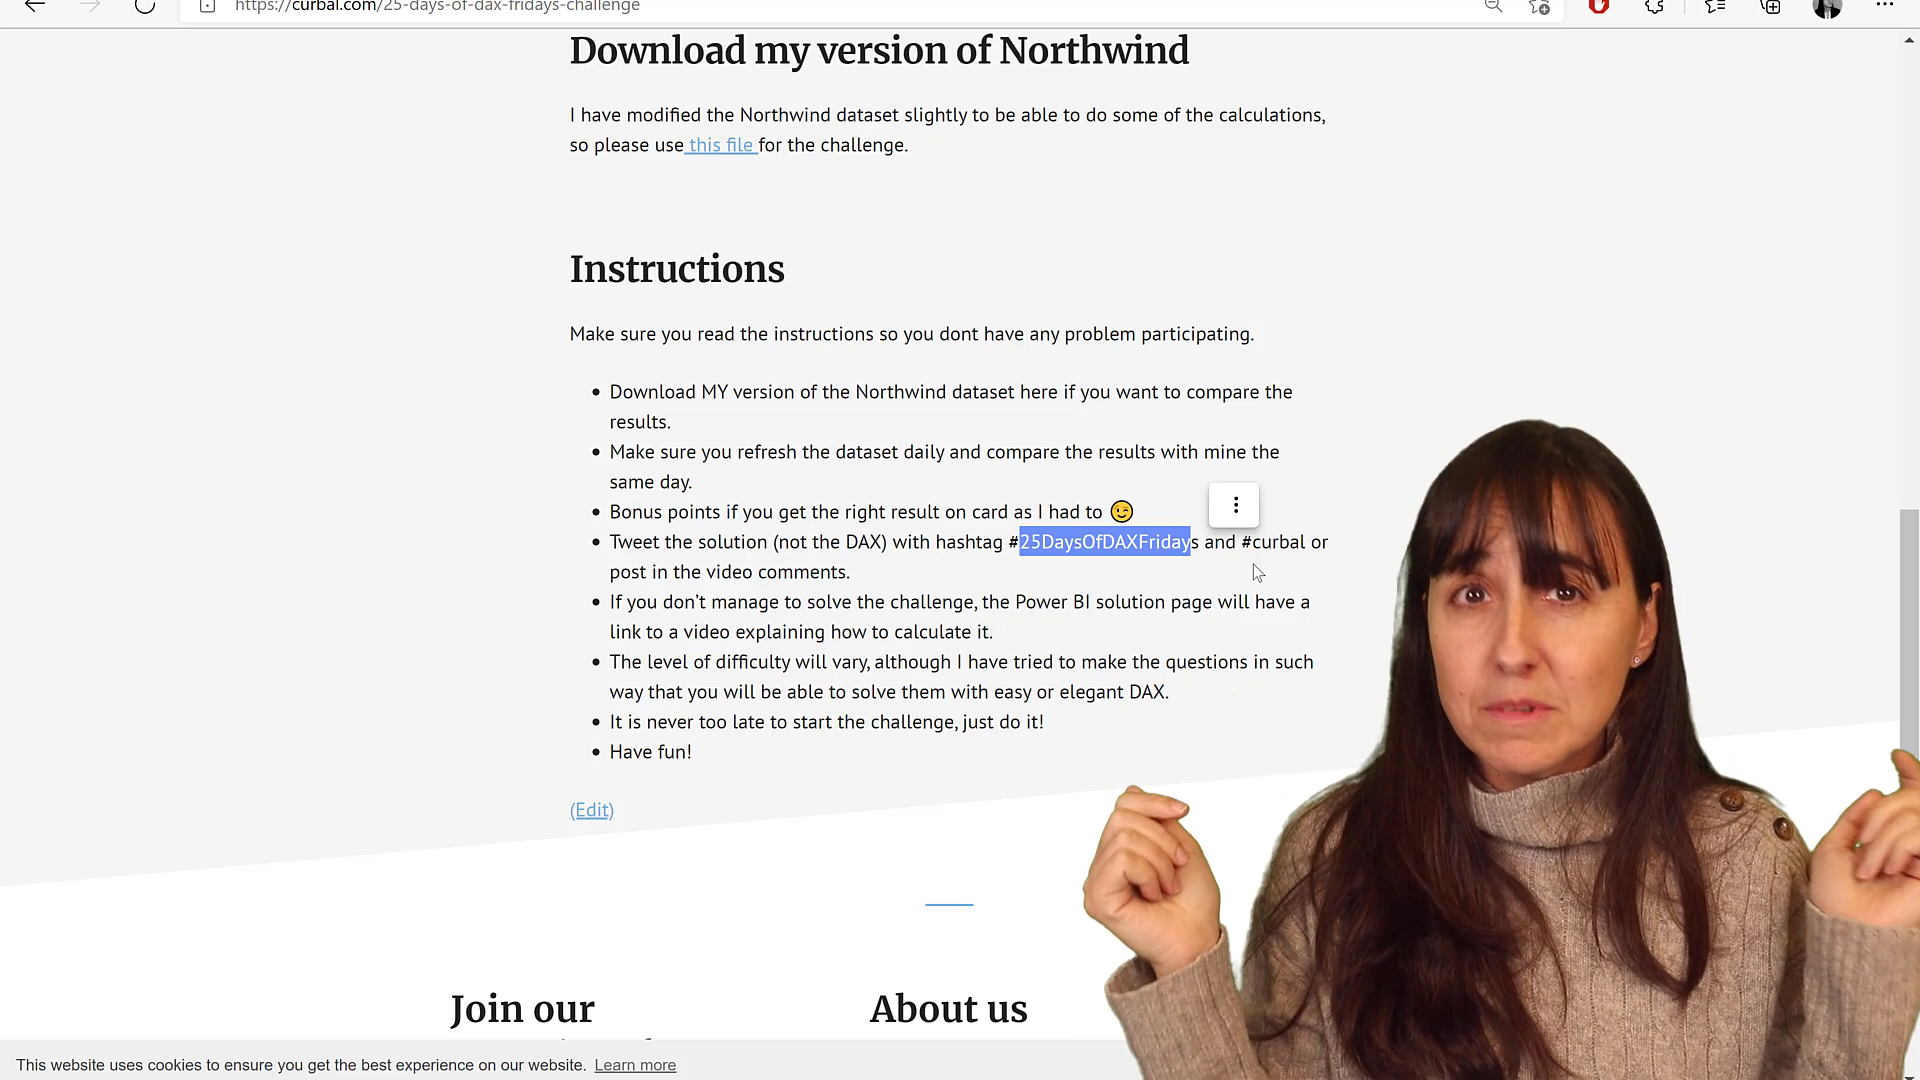 https://curbal.com/25-days-of-dax-fridays-challenge
Download my version of Northwind
I have modified the Northwind dataset slightly to be able to do some of the calculations,
so please use this file for the challenge.
Instructions
Make sure you read the instructions so you dont have any problem participating.
• Download MY version of the Northwind dataset here if you want to compare the
results.
• Make sure you refresh the dataset daily and compare the results with mine the
same day.
• Bonus points if you get the right result on card as I had to 😉
• Tweet the solution (not the DAX) with hashtag #25DaysOfDAXFridays and #curbal or
post in the video comments.
• If you don’t manage to solve the challenge, the Power BI solution page will have a
link to a video explaining how to calculate it.
• The level of difficulty will vary, although I have tried to make the questions in such
way that you will be able to solve them with easy or elegant DAX.
• It is never too late to start the challenge, just do it!
• Have fun!
(Edit)
Join our
About us
This website uses cookies to ensure you get the best experience on our website. Learn more